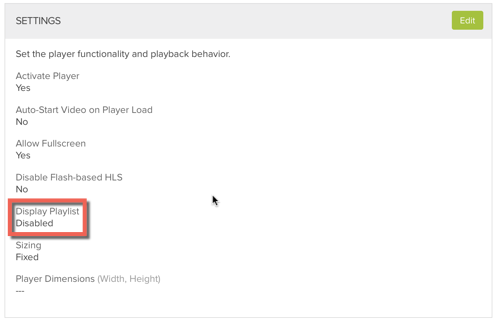 SETTINGS
Edit
Set the player functionality and playback behavior.
Activate Player
Yes
Auto-Start Video on Player Load
No
Allow Fullscreen
Yes
Disable Flash-based HLS
No
Display Playlist
Disabled
Sizing
Fixed
Player Dimensions (Width, Height)
---